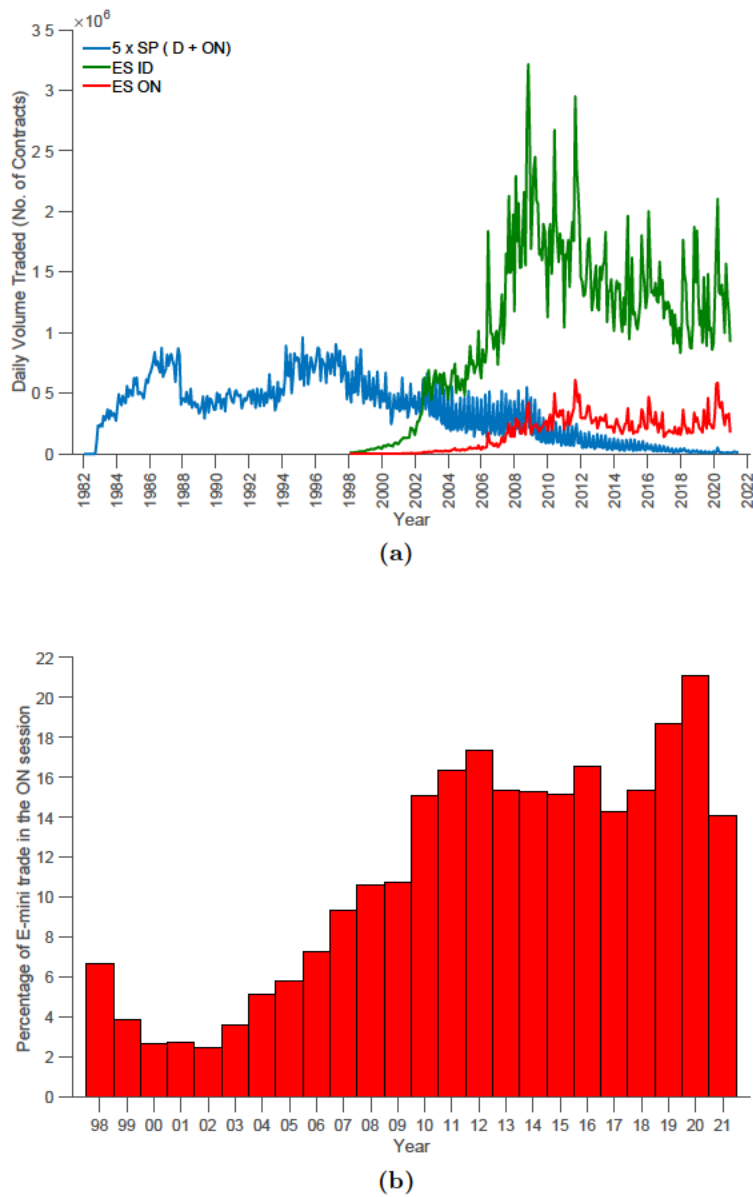 ×10⁶
3 5
3
2 5
2
1 5
1
0 5
0
Daily Volume Traded (No. of Contracts)
5 x SP ( D + ON)
ES ID
ES ON
1982 1984 1986 1988 1990 1992 1994 1996 1998 2000 2002 2004 2006 2008 2010 2012 2014 2016 2018 2020 2022
Year
(a)
22
20
18
16
14
12
10
8
6
4
2
0
Percentage of E-mini trade in the ON session
98 99 00 01 02 03 04 05 06 07 08 09 10 11 12 13 14 15 16 17 18 19 20 21
Year
(b)